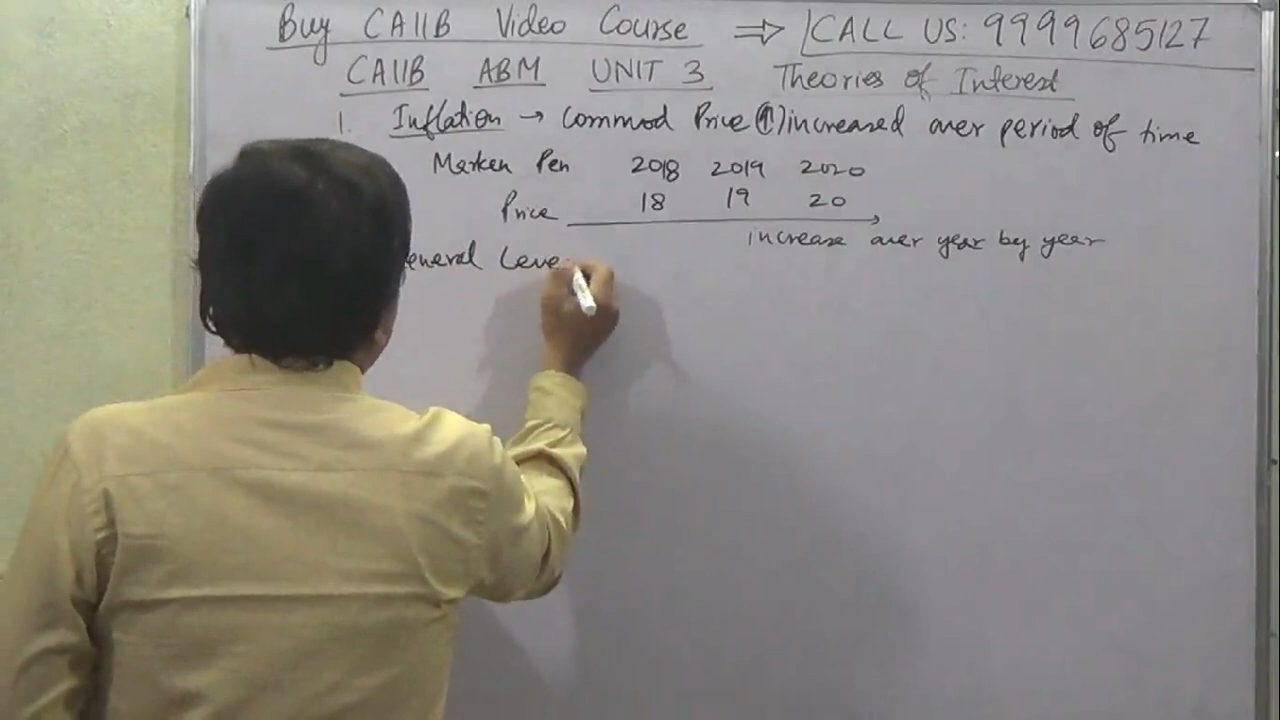 Buy CAIIB Video Course ⇒ CALL US: 9999685127
CAIIB ABM UNIT 3 Theories of Interest
1. Inflation → Commod Price (↑) increased over period of time
Marker Pen 2018 2019 2020
Price 18 19 20
increase over year by year
eneral Leve